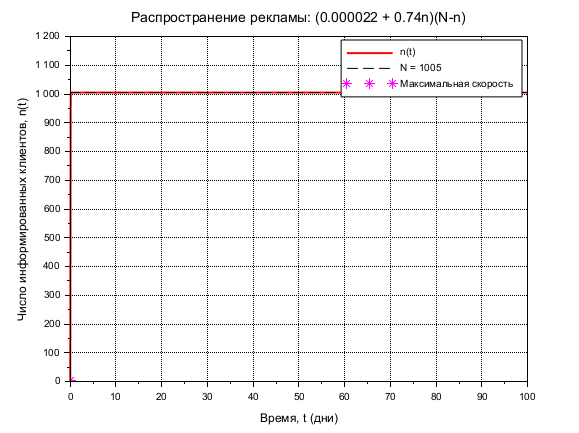 Распространение рекламы: (0.000022 + 0.74n)(N-n)
1 200
1 100
1 000
900
800
700
600
500
400
300
200
100
0
n(t)
N = 1005
Максимальная скорость
Число информированных клиентов, n(t)
0 10 20 30 40 50 60 70 80 90 100
Время, t (дни)